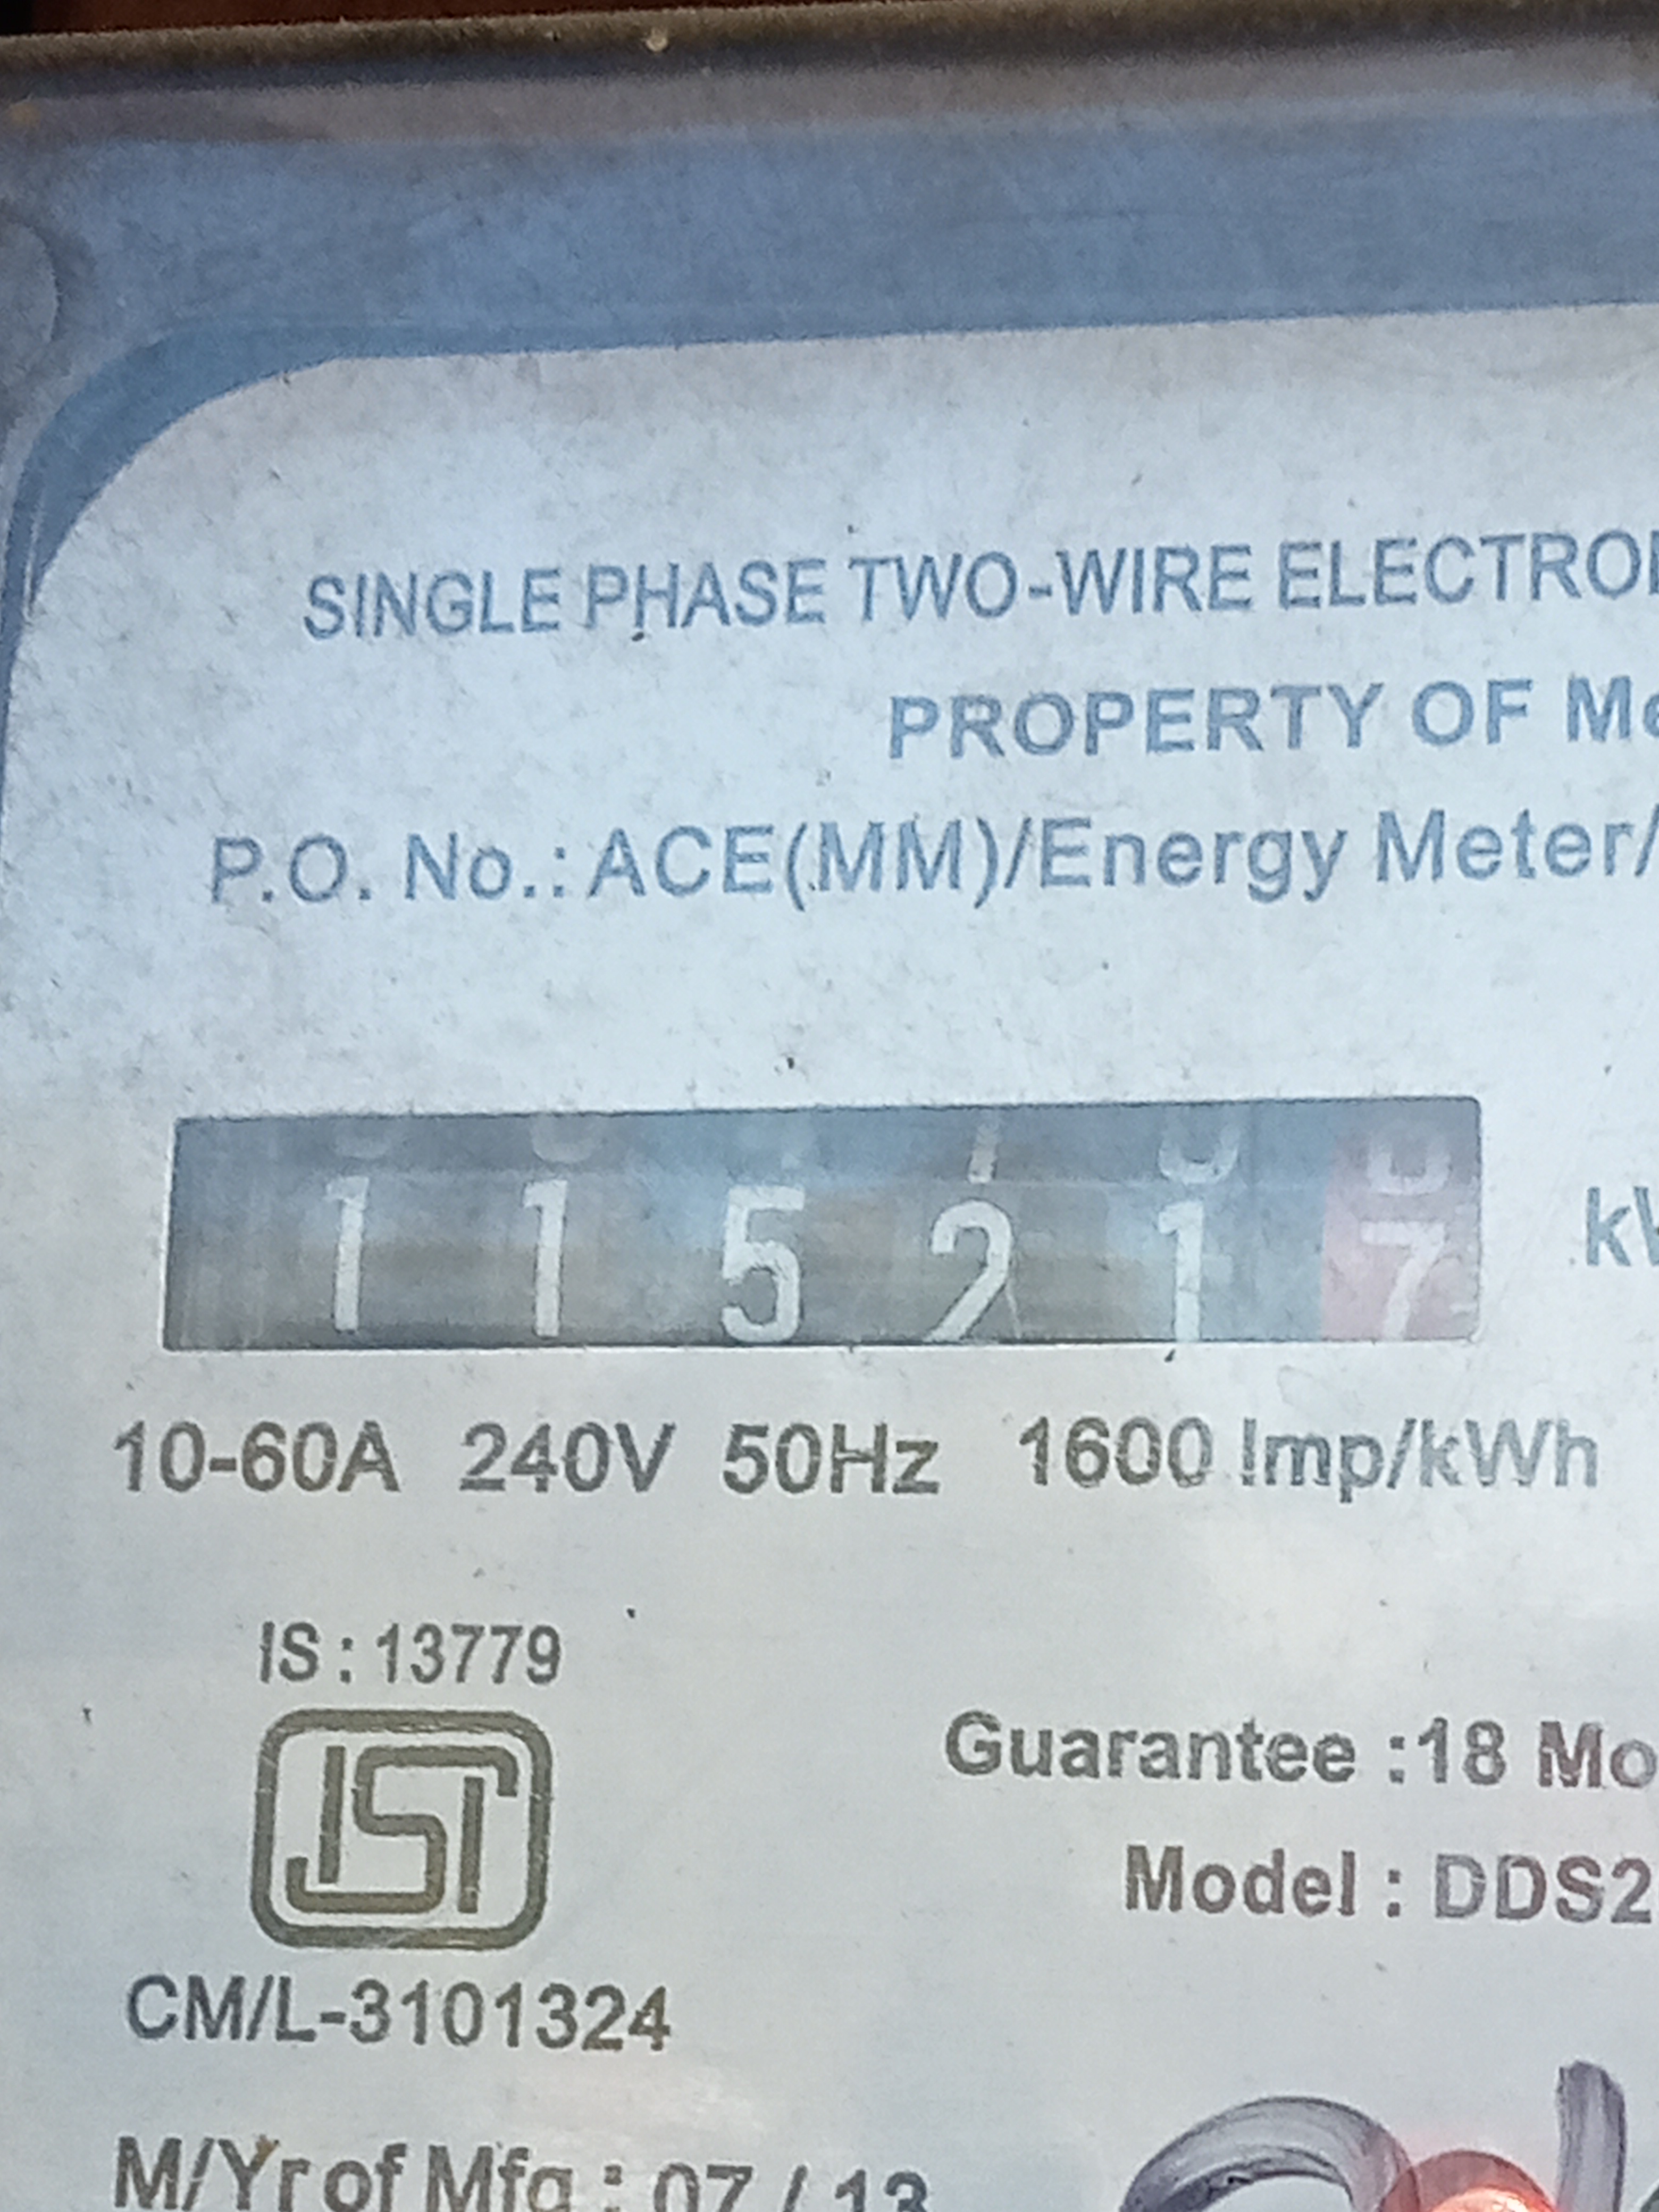 SINGLE PHASE TWO-WIRE ELECTRO
PROPERTY OF M
P.O. No.: ACE(MM)/Energy Meter/
1 1 5 2 1 7
k
10-60A 240V 50Hz 1600 Imp/kWh
IS : 13779
ISI
Guarantee :18 Mo
Model : DDS2
CM/L-3101324
M/Yr of Mfg : 07 / 13